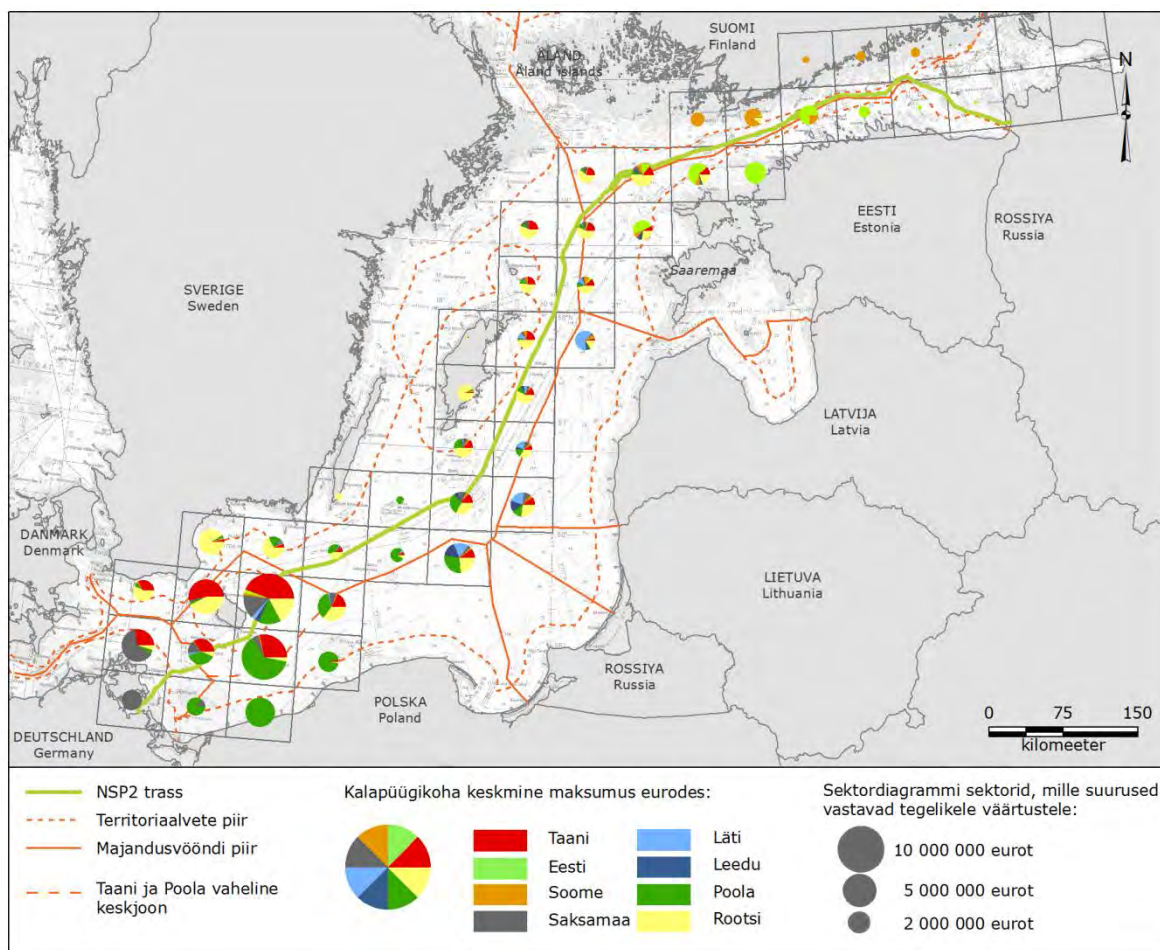 SUOMI
Finland
ÅLAND
Åland islands
N
EESTI
Estonia
ROSSIYA
Russia
SVERIGE
Sweden
Saaremaa
LATVIJA
Latvia
DANMARK
Denmark
LIETUVA
Lithuania
ROSSIYA
Russia
POLSKA
Poland
DEUTSCHLAND
Germany
0 75 150
kilomeeter
NSP2 trass
Territoriaalvete piir
Majandusvööndi piir
Taani ja Poola vaheline
keskjoon
Kalapüügikoha keskmine maksumus eurodes:
Taani
Eesti
Soome
Saksamaa
Läti
Leedu
Poola
Rootsi
Sektordiagrammi sektorid, mille suurused
vastavad tegelikele väärtustele:
10 000 000 eurot
5 000 000 eurot
2 000 000 eurot